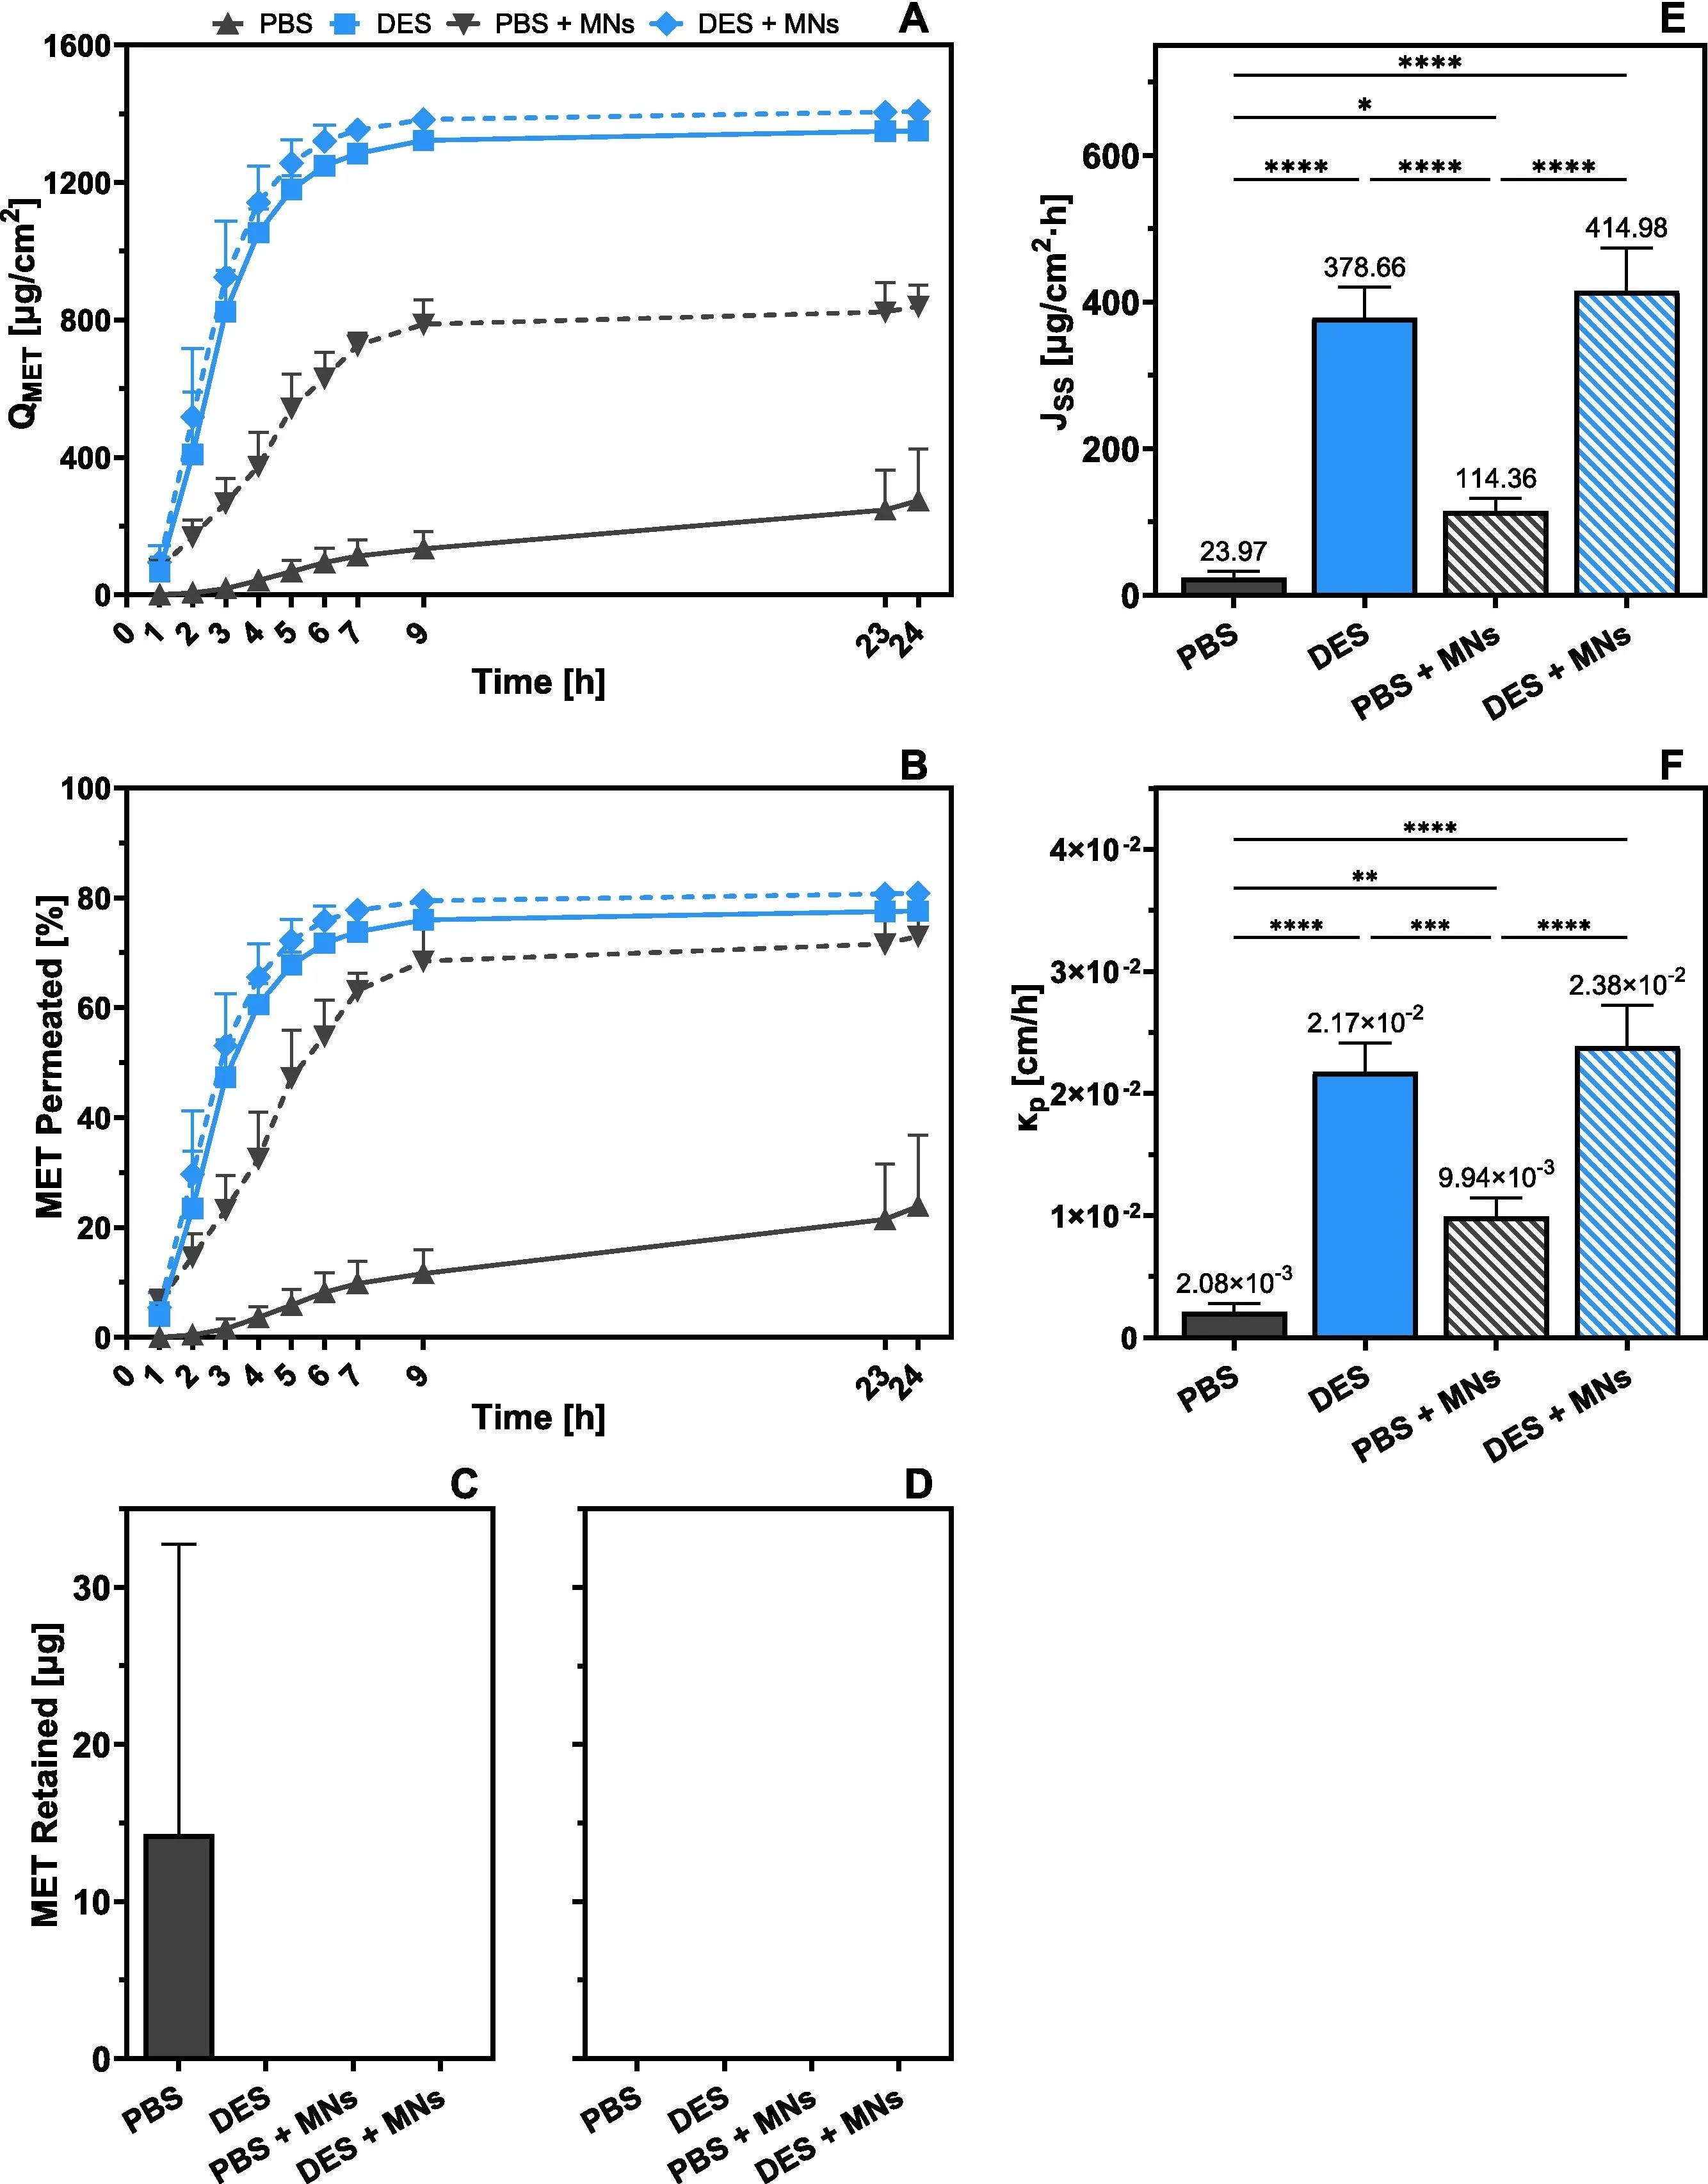 PBS DES PBS + MNs DES + MNs
A
1600
1200
800
400
0
QMET [µg/cm²]
0 1 2 3 4 5 6 7 9 23 24
Time [h]
E
****
*
**** **** ****
600
400
200
0
Jss [µg/cm²·h]
23.97
378.66
114.36
414.98
PBS
DES
PBS + MNs
DES + MNs
B
100
80
60
40
20
0
MET Permeated [%]
0 1 2 3 4 5 6 7 9 23 24
Time [h]
F
****
**
**** *** ****
4×10⁻²
3×10⁻²
2×10⁻²
1×10⁻²
0
κp [cm/h]
2.08×10⁻³
2.17×10⁻²
9.94×10⁻³
2.38×10⁻²
PBS
DES
PBS + MNs
DES + MNs
C
30
20
10
0
MET Retained [µg]
PBS
DES
PBS + MNs
DES + MNs
D
PBS
DES
PBS + MNs
DES + MNs